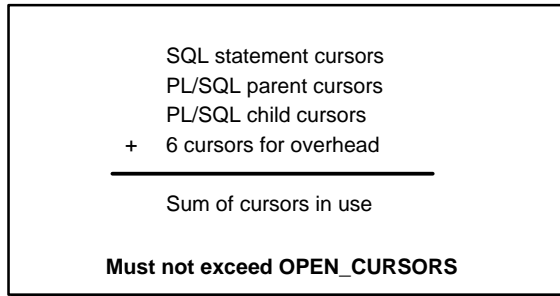 SQL statement cursors
PL/SQL parent cursors
PL/SQL child cursors
+ 6 cursors for overhead
Sum of cursors in use
Must not exceed OPEN_CURSORS